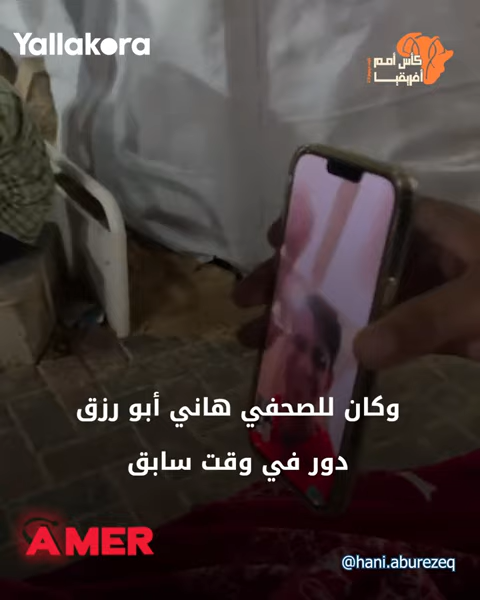 Yallakora
كأس أمم
أفريقيا
وكان للصحفي هاني أبو رزق
دور في وقت سابق
AMER
@hani.aburezeq